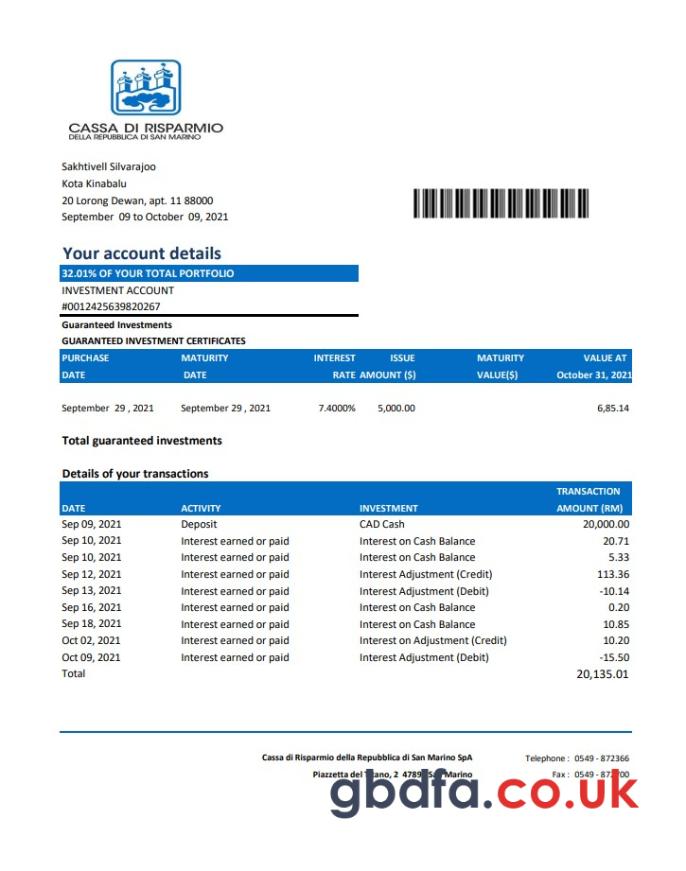 CASSA DI RISPARMIO
DELLA REPUBBLICA DI SAN MARINO
Sakhtivell Silvarajoo
Kota Kinabalu
20 Lorong Dewan, apt. 11 88000
September 09 to October 09, 2021
Your account details
32.01% OF YOUR TOTAL PORTFOLIO
INVESTMENT ACCOUNT
#0012425639820267
Guaranteed Investments
GUARANTEED INVESTMENT CERTIFICATES
PURCHASE MATURITY INTEREST ISSUE MATURITY VALUE AT
DATE DATE RATE AMOUNT ($) VALUE($) October 31, 2021
September 29 , 2021 September 29 , 2021 7.4000% 5,000.00 6,85.14
Total guaranteed investments
Details of your transactions
TRANSACTION
DATE ACTIVITY INVESTMENT AMOUNT (RM)
Sep 09, 2021 Deposit CAD Cash 20,000.00
Sep 10, 2021 Interest earned or paid Interest on Cash Balance 20.71
Sep 10, 2021 Interest earned or paid Interest on Cash Balance 5.33
Sep 12, 2021 Interest earned or paid Interest Adjustment (Credit) 113.36
Sep 13, 2021 Interest earned or paid Interest Adjustment (Debit) -10.14
Sep 16, 2021 Interest earned or paid Interest on Cash Balance 0.20
Sep 18, 2021 Interest earned or paid Interest on Cash Balance 10.85
Oct 02, 2021 Interest earned or paid Interest on Adjustment (Credit) 10.20
Oct 09, 2021 Interest earned or paid Interest Adjustment (Debit) -15.50
Total 20,135.01
Cassa di Risparmio della Repubblica di San Marino SpA Telephone : 0549 - 872366
Piazzetta del 2 Marino Fax : 0549 -
gbdfa.co.uk